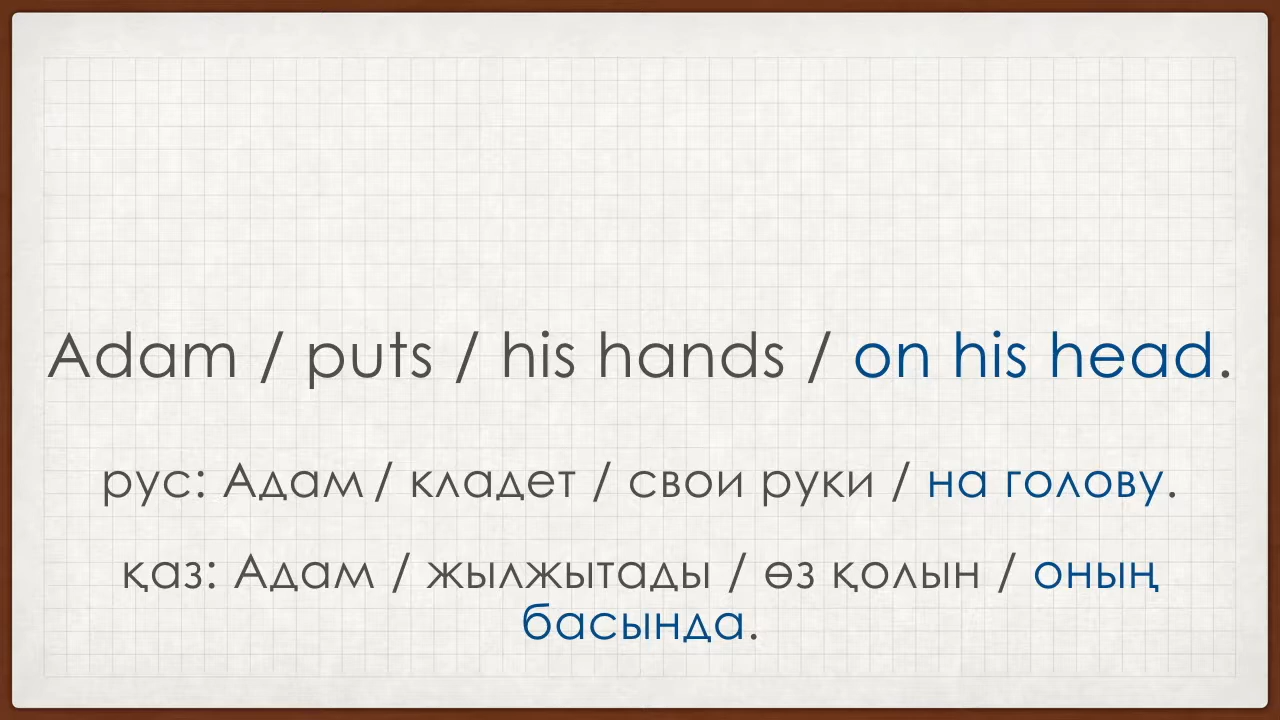 Adam / puts / his hands / on his head.
рус: Адам / кладет / свои руки / на голову.
қаз: Адам / жылжытады / өз қолын / оның
басында.